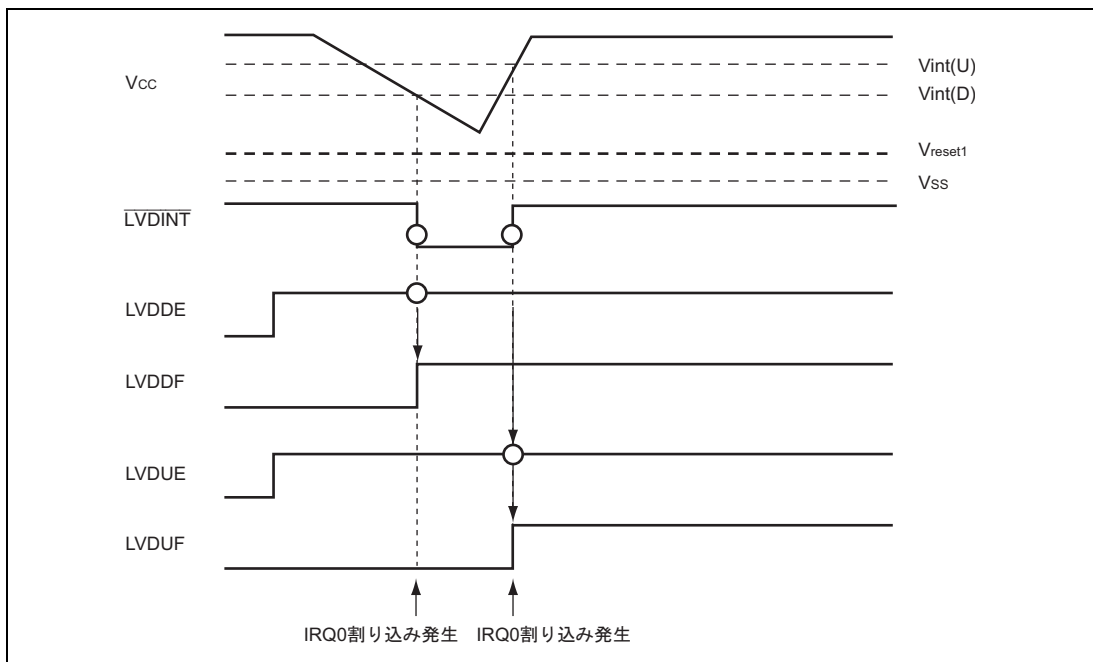 Vcc
Vint(U)
Vint(D)
Vreset1
Vss
LVDINT
LVDDE
LVDDF
LVDUE
LVDUF
IRQ0割り込み発生 IRQ0割り込み発生